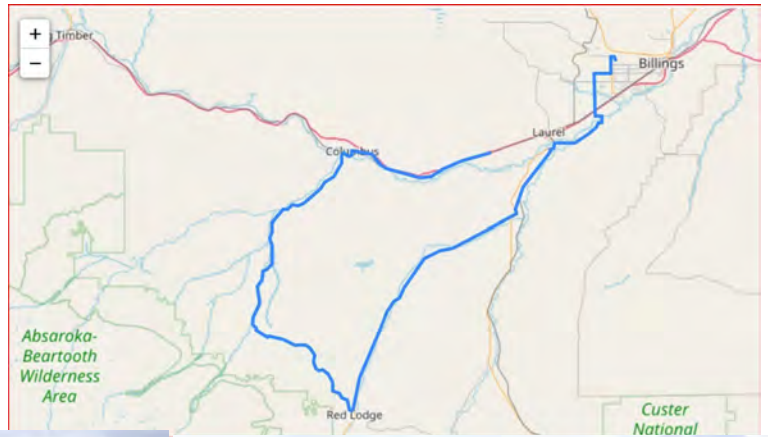 +
−
Timber
Billings
Laurel
Columbus
Absaroka-
Beartooth
Wilderness
Area
Red Lodge
Custer
National